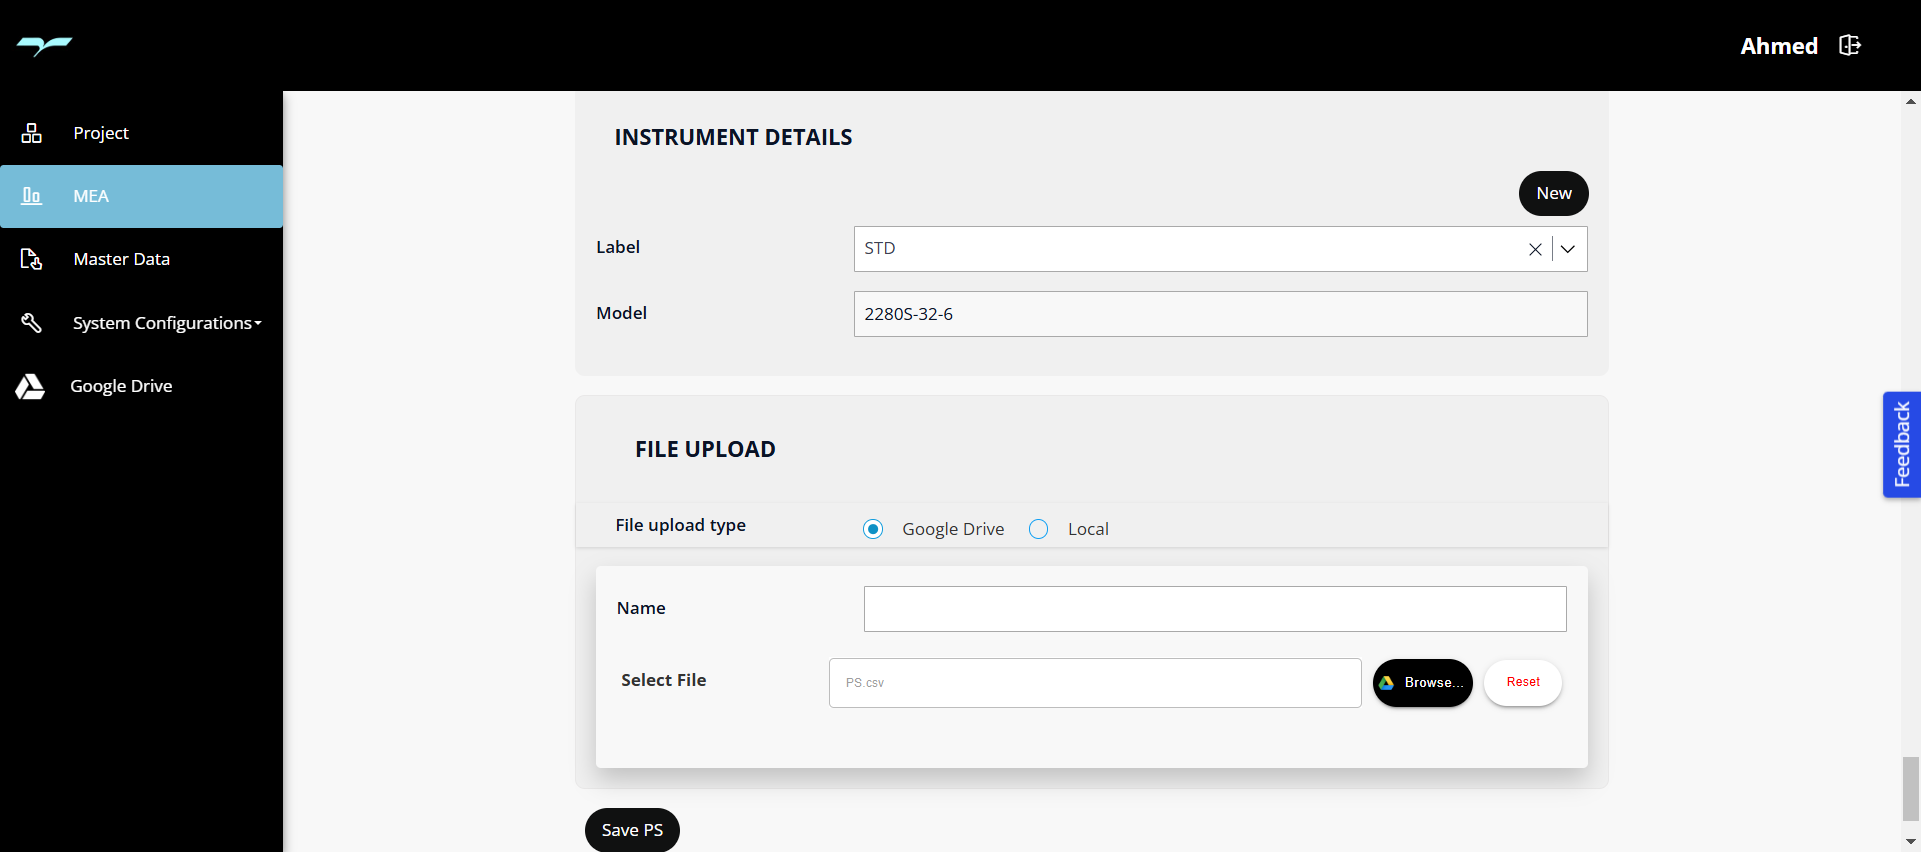 Ahmed
Project
MEA
Master Data
System Configurations
Google Drive
INSTRUMENT DETAILS
New
Label
STD
Model
2280S-32-6
FILE UPLOAD
File upload type
Google Drive
Local
Name
Select File
PS.csv
Browse...
Reset
Save PS
Feedback